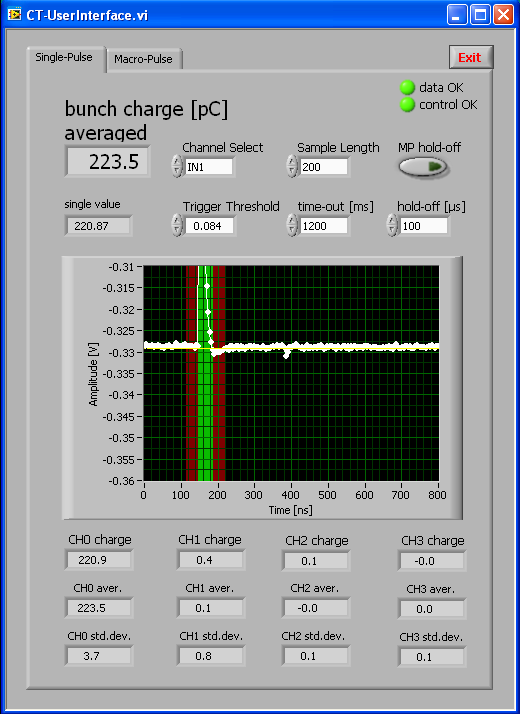 CT-UserInterface.vi
Single-Pulse
Macro-Pulse
Exit
data OK
control OK
bunch charge [pC]
averaged
223.5
Channel Select
IN1
Sample Length
200
MP hold-off
single value
220.87
Trigger Threshold
0.084
time-out [ms]
1200
hold-off [µs]
100
-0.31
-0.315
-0.32
-0.325
-0.33
-0.335
-0.34
-0.345
-0.35
-0.355
-0.36
Amplitude [V]
0 100 200 300 400 500 600 700 800
Time [ns]
CH0 charge CH1 charge CH2 charge CH3 charge
220.9 0.4 0.1 -0.0
CH0 aver. CH1 aver. CH2 aver. CH3 aver.
223.5 0.1 -0.0 0.0
CH0 std.dev. CH1 std.dev. CH2 std.dev. CH3 std.dev.
3.7 0.8 0.1 0.1